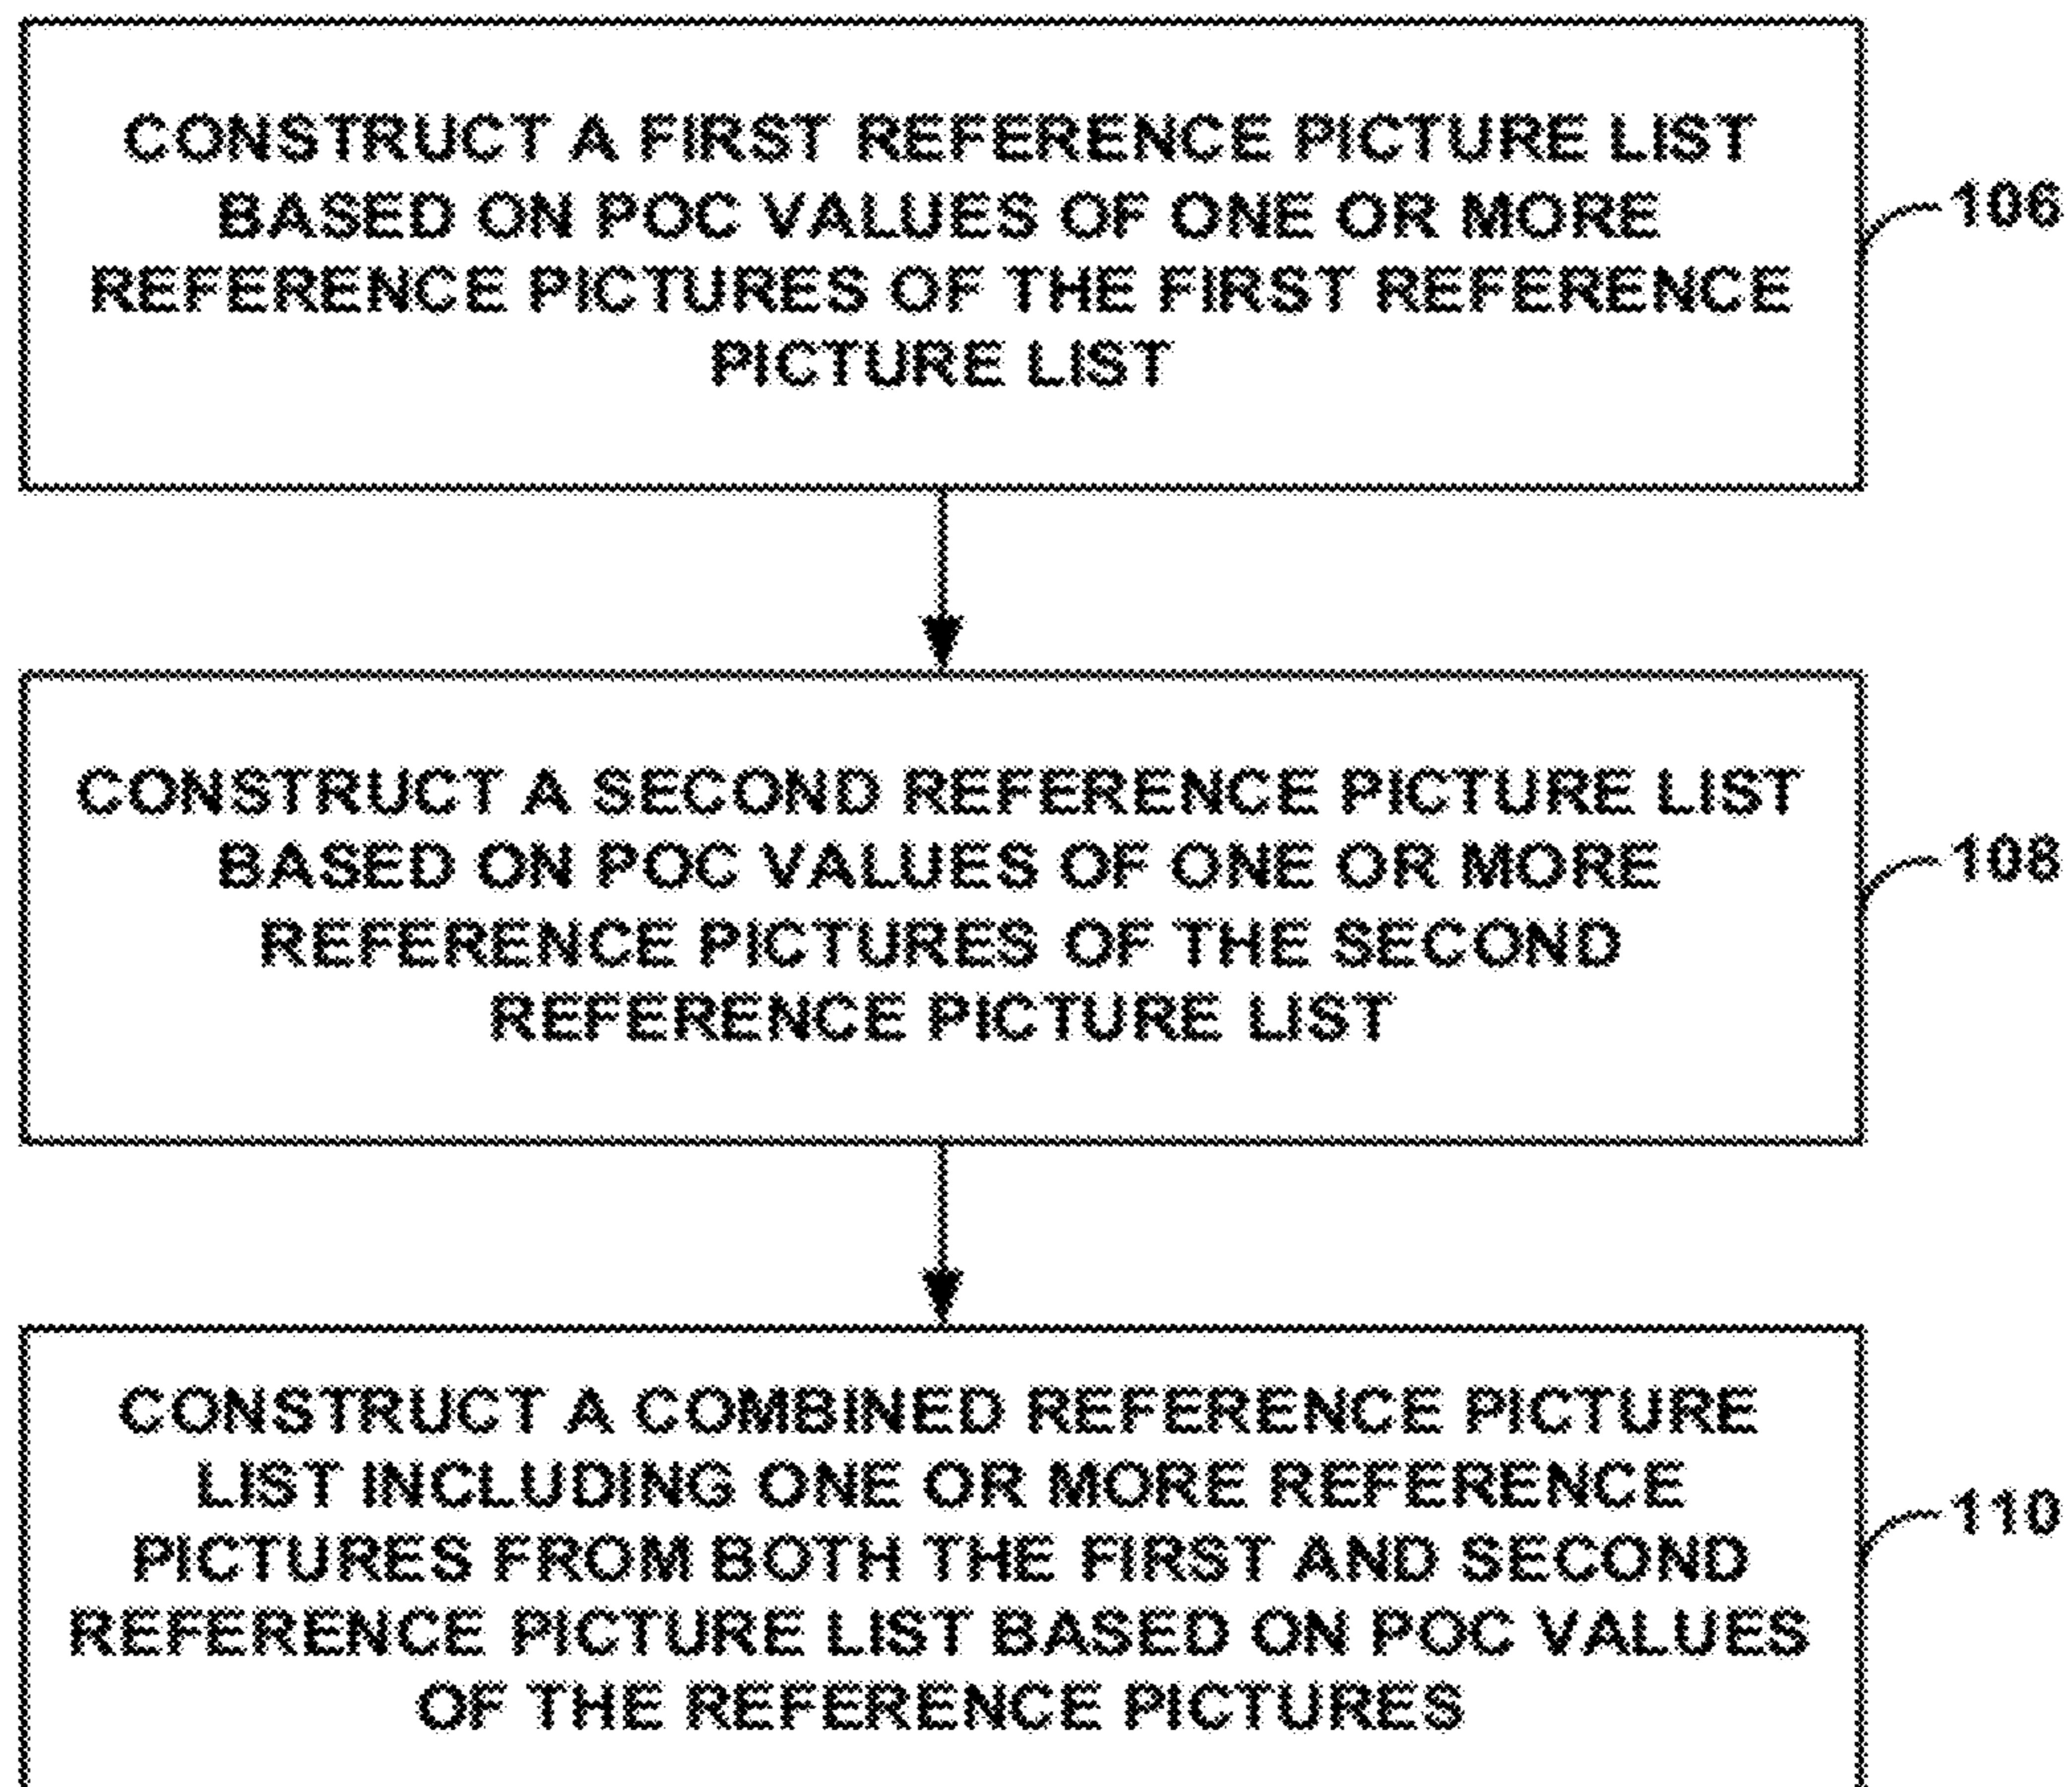 CONSTRUCT A FIRST REFERENCE PICTURE LIST
BASED ON POC VALUES OF ONE OR MORE
REFERENCE PICTURES OF THE FIRST REFERENCE
PICTURE LIST
106
CONSTRUCT A SECOND REFERENCE PICTURE LIST
BASED ON POC VALUES OF ONE OR MORE
REFERENCE PICTURES OF THE SECOND
REFERENCE PICTURE LIST
108
CONSTRUCT A COMBINED REFERENCE PICTURE
LIST INCLUDING ONE OR MORE REFERENCE
PICTURES FROM BOTH THE FIRST AND SECOND
REFERENCE PICTURE LIST BASED ON POC VALUES
OF THE REFERENCE PICTURES
110